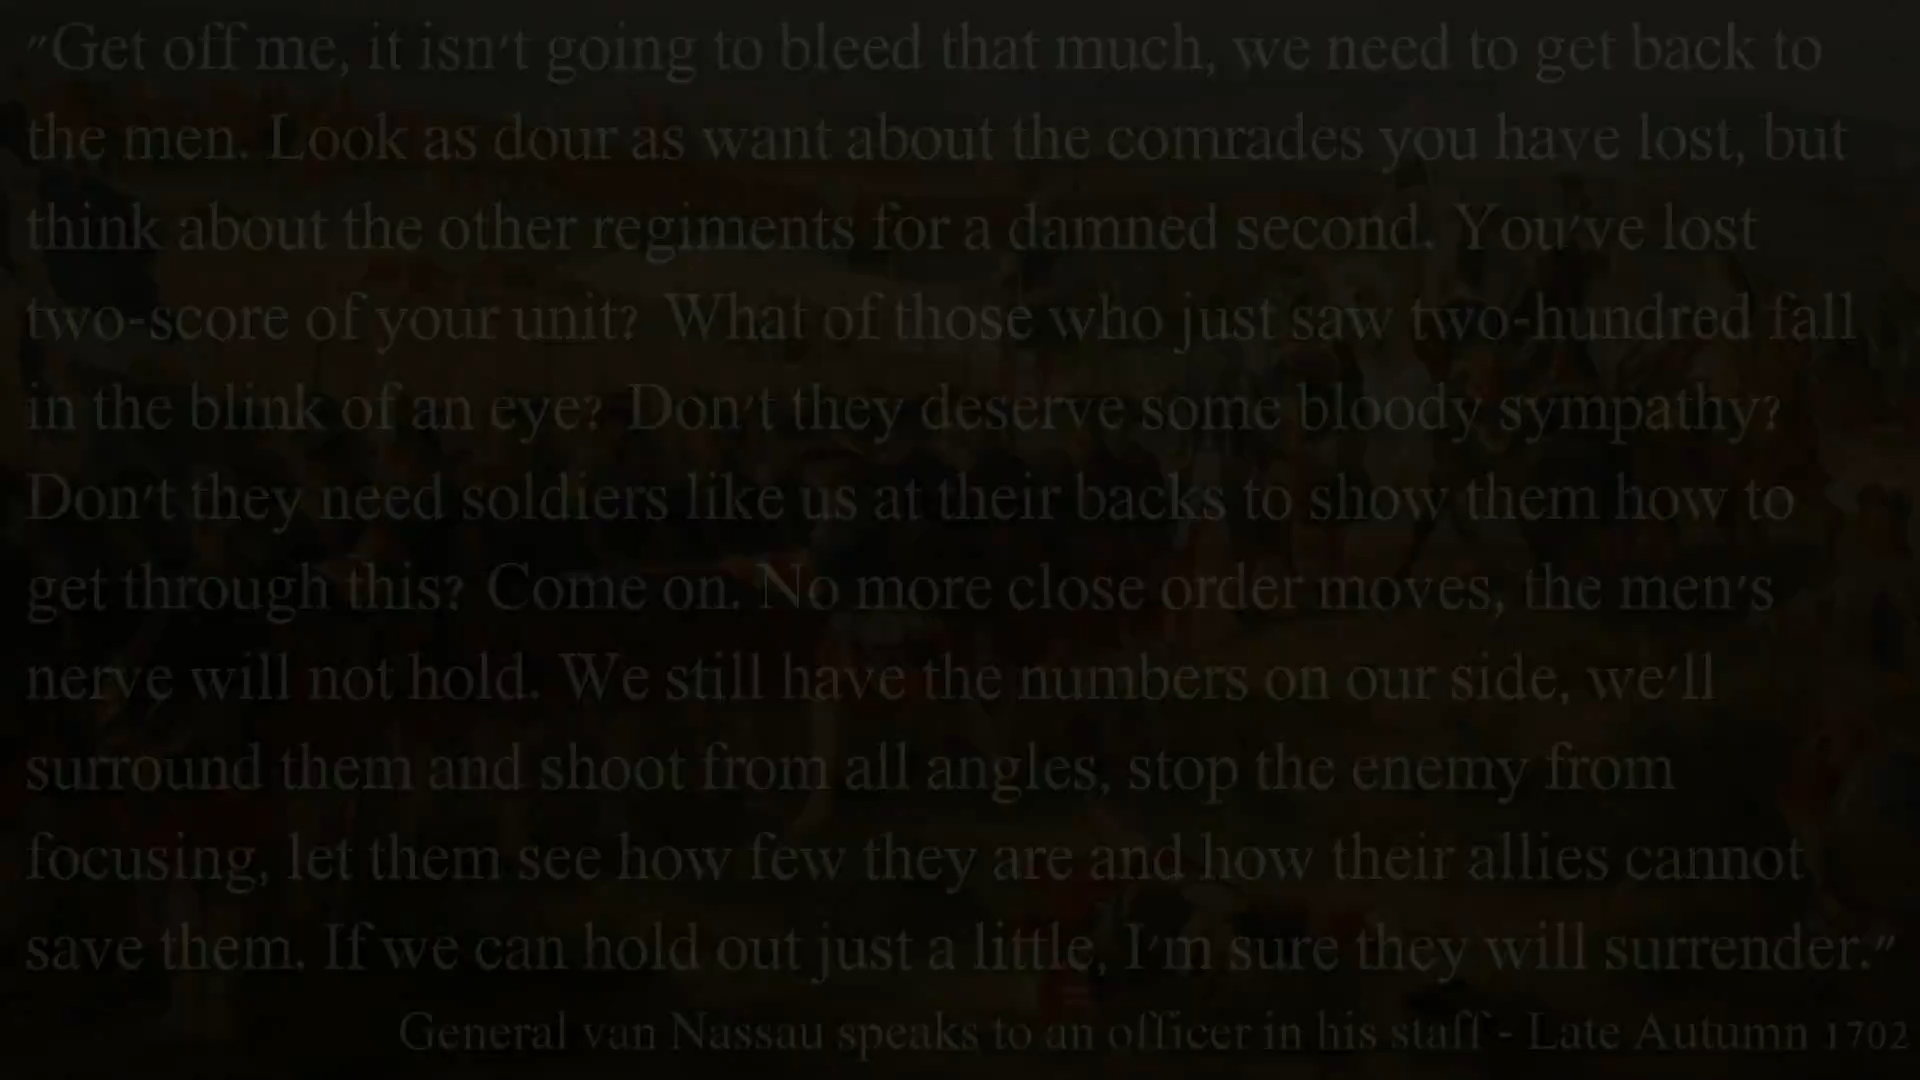 "Get off me, it isn't going to bleed that much, we need to get back to
the men. Look as dour as want about the comrades you have lost, but
think about the other regiments for a damned second. You've lost
two-score of your unit? What of those who just saw two-hundred fall
in the blink of an eye? Don't they deserve some bloody sympathy?
Don't they need soldiers like us at their backs to show them how to
get through this? Come on. No more close order moves, the men's
nerve will not hold. We still have the numbers on our side, we'll
surround them and shoot from all angles, stop the enemy from
focusing, let them see how few they are and how their allies cannot
save them. If we can hold out just a little, I'm sure they will surrender."
General van Nassau speaks to an officer in his staff - Late Autumn 1702